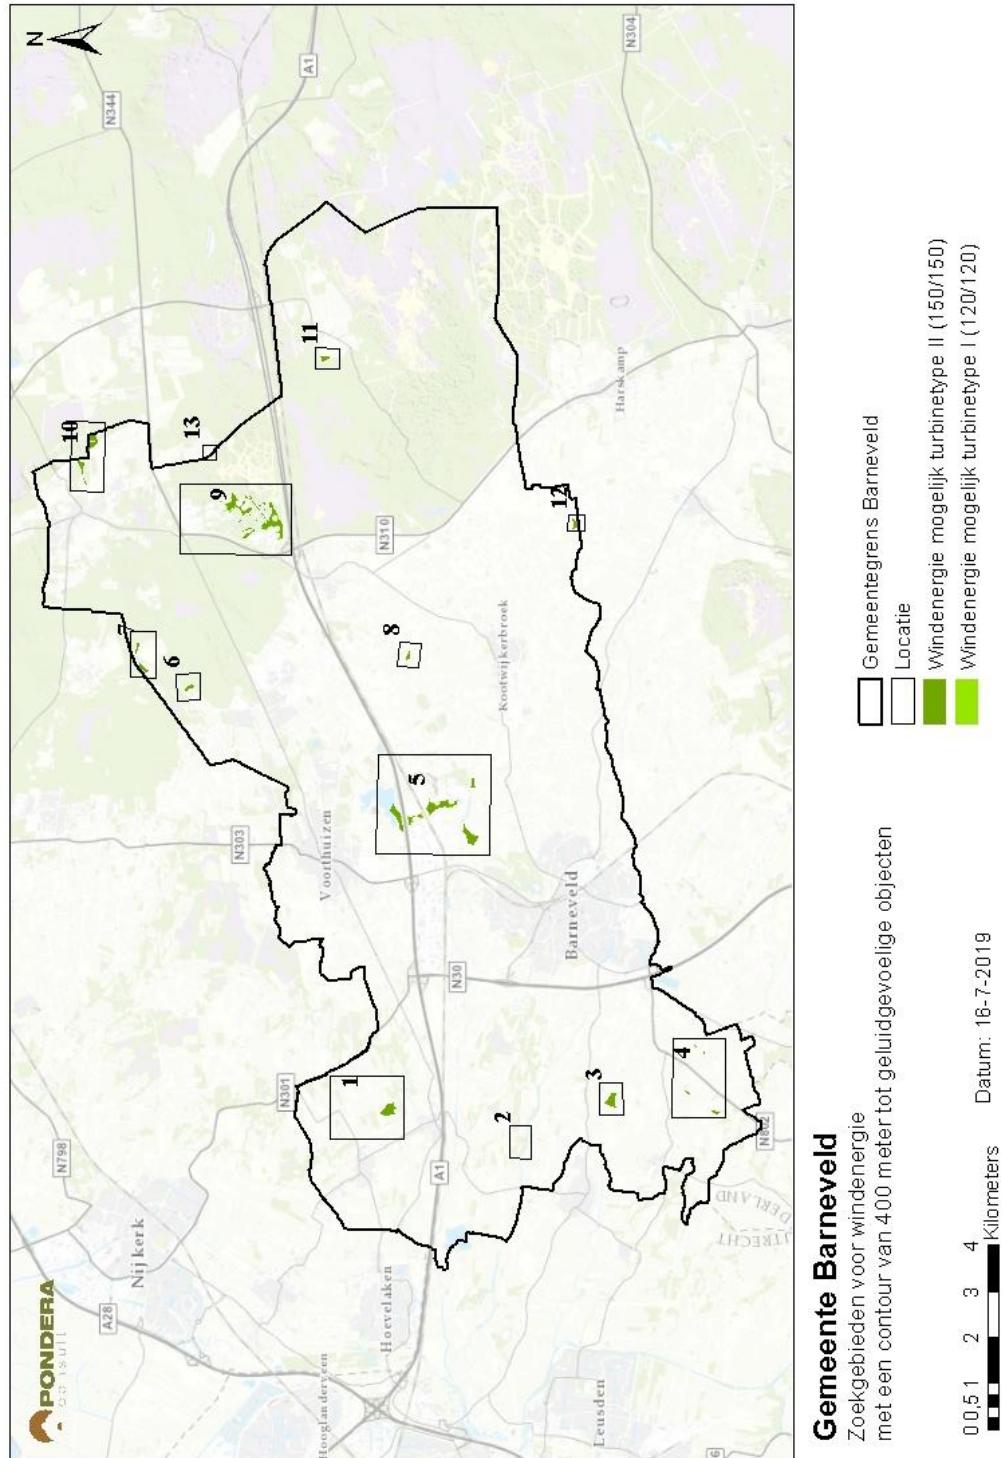 PONDERA
consult
N
N798
N344
A1
N304
A28
Nijkerk
N301
N303
10
13
7
6
9
11
Voorthuizen
1
Hoevelaken
Hooglanderveen
A1
N30
5
8
N310
Kootwijkerbroek
Harskamp
12
2
Barneveld
3
4
Leusden
UTRECHT
N802
Gemeente Barneveld
Zoekgebieden voor windenergie
met een contour van 400 meter tot geluidgevoelige objecten
Gemeentegrens Barneveld
Locatie
Windenergie mogelijk turbinetype II (150/150)
Windenergie mogelijk turbinetype I (120/120)
0 0,5 1 2 3 4
Kilometers
Datum: 16-7-2019